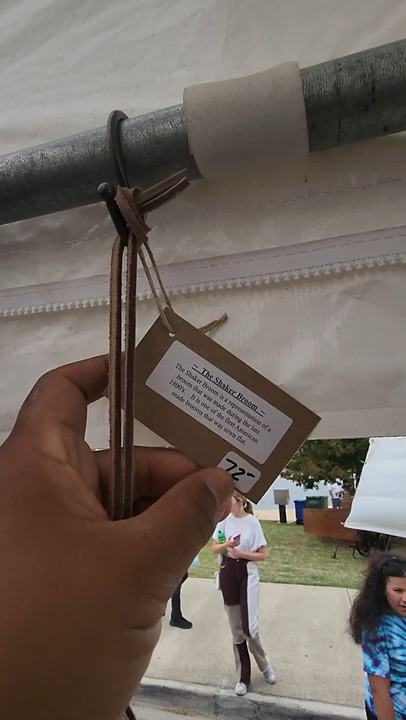 ~ The Shaker Broom ~
The Shaker Broom is a representation of a
broom that was made during the late
1800's. It is one of the first American
made brooms that was sewn flat.
72-